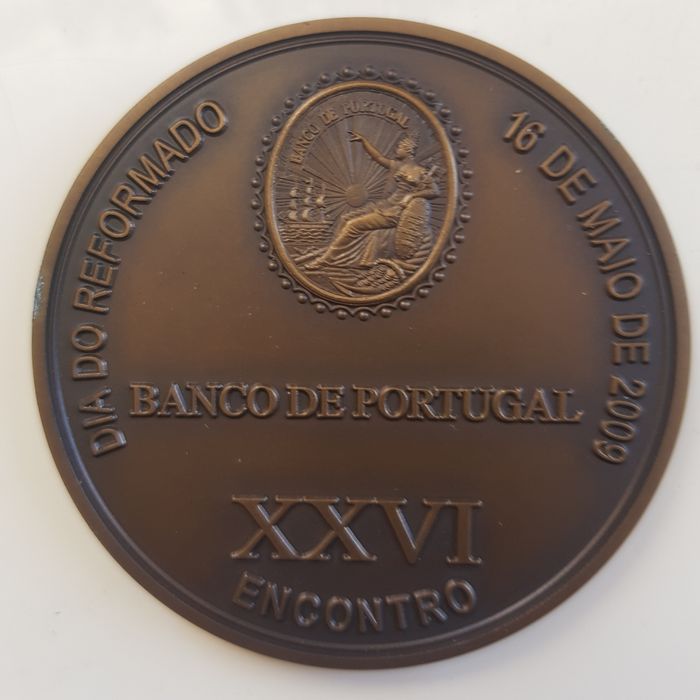 BANCO DE PORTUGAL
DIA DO REFORMADO
16 DE MAIO DE 2009
BANCO DE PORTUGAL
XXVI
ENCONTRO